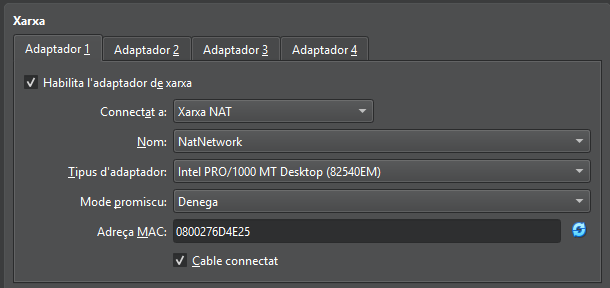 Xarxa
Adaptador 1 Adaptador 2 Adaptador 3 Adaptador 4
Habilita l'adaptador de xarxa
Connectat a: Xarxa NAT
Nom: NatNetwork
Tipus d'adaptador: Intel PRO/1000 MT Desktop (82540EM)
Mode promiscu: Denega
Adreça MAC: 0800276D4E25
Cable connectat